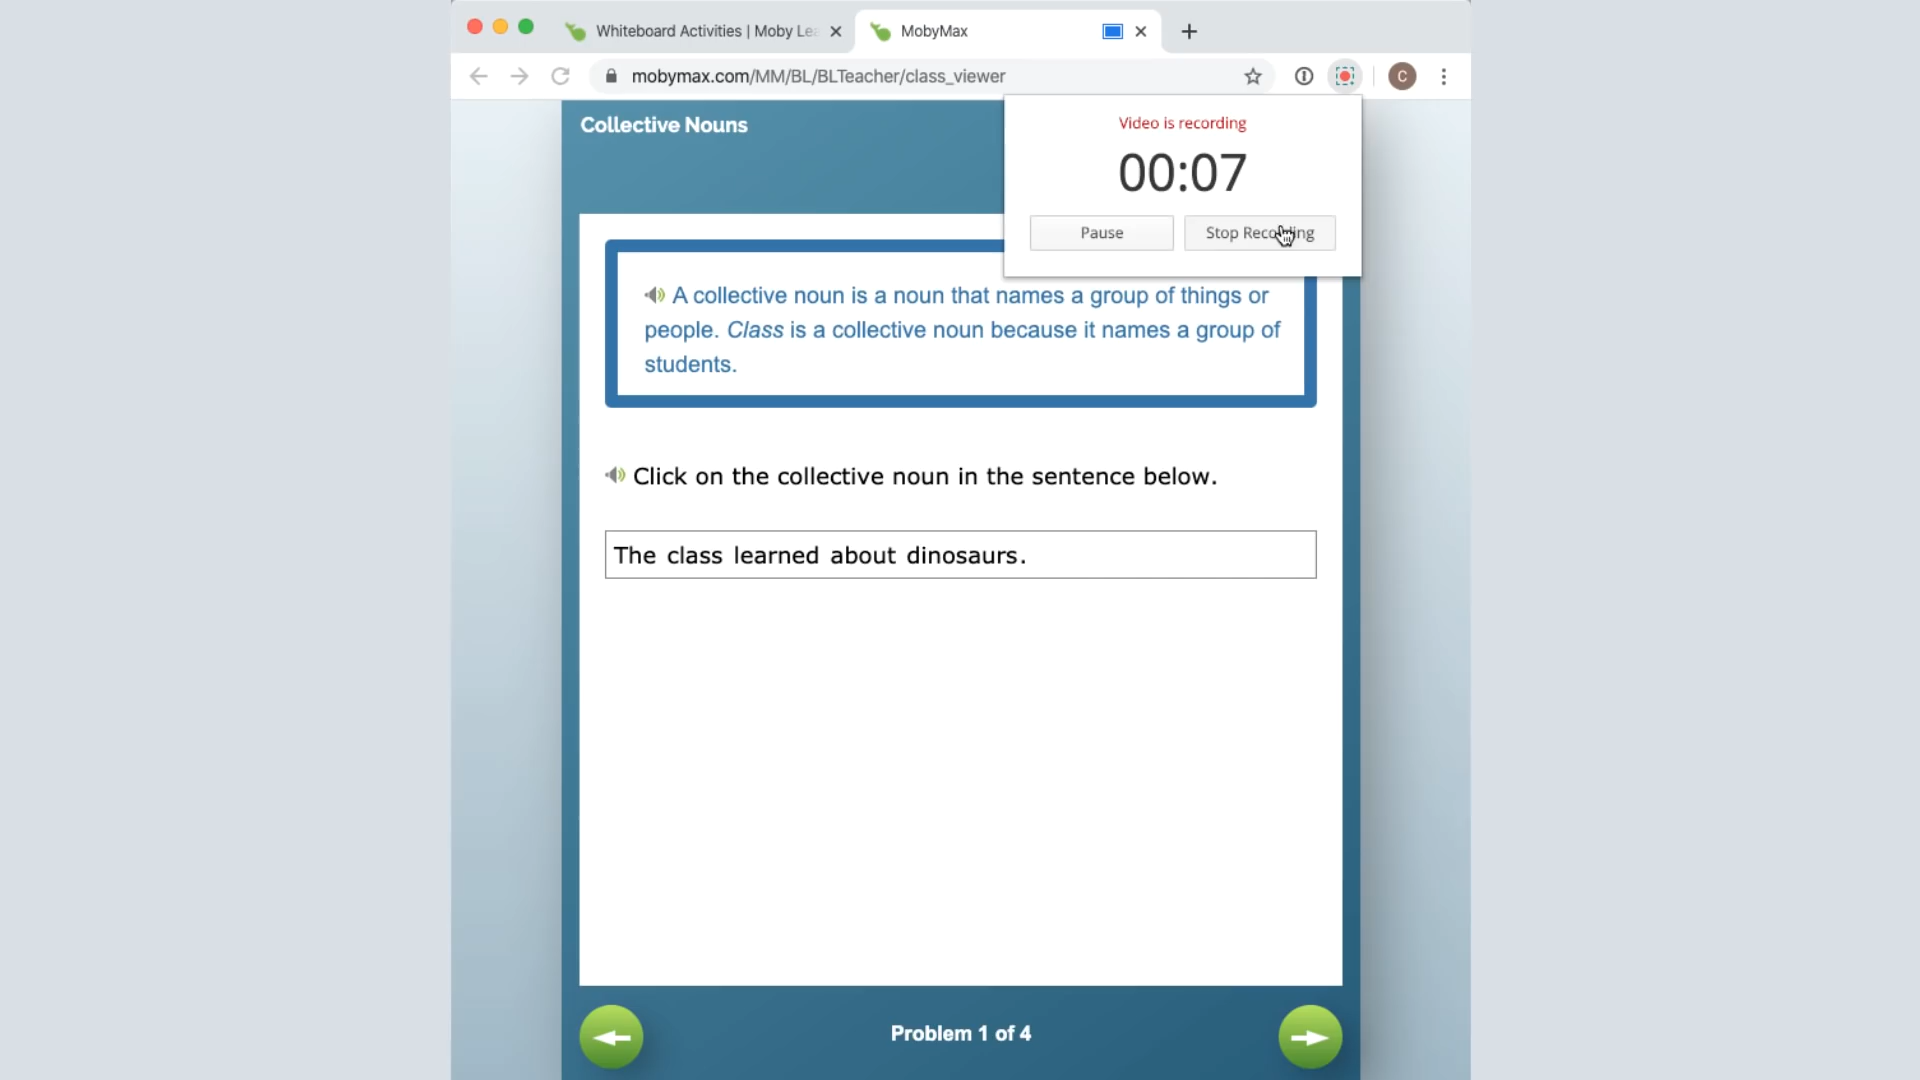 Whiteboard Activities | Moby Lea
MobyMax
mobymax.com/MM/BL/BLTeacher/class_viewer
C
Collective Nouns
Video is recording
00:07
Pause
Stop Recording
A collective noun is a noun that names a group of things or
people. Class is a collective noun because it names a group of
students.
Click on the collective noun in the sentence below.
The class learned about dinosaurs.
Problem 1 of 4